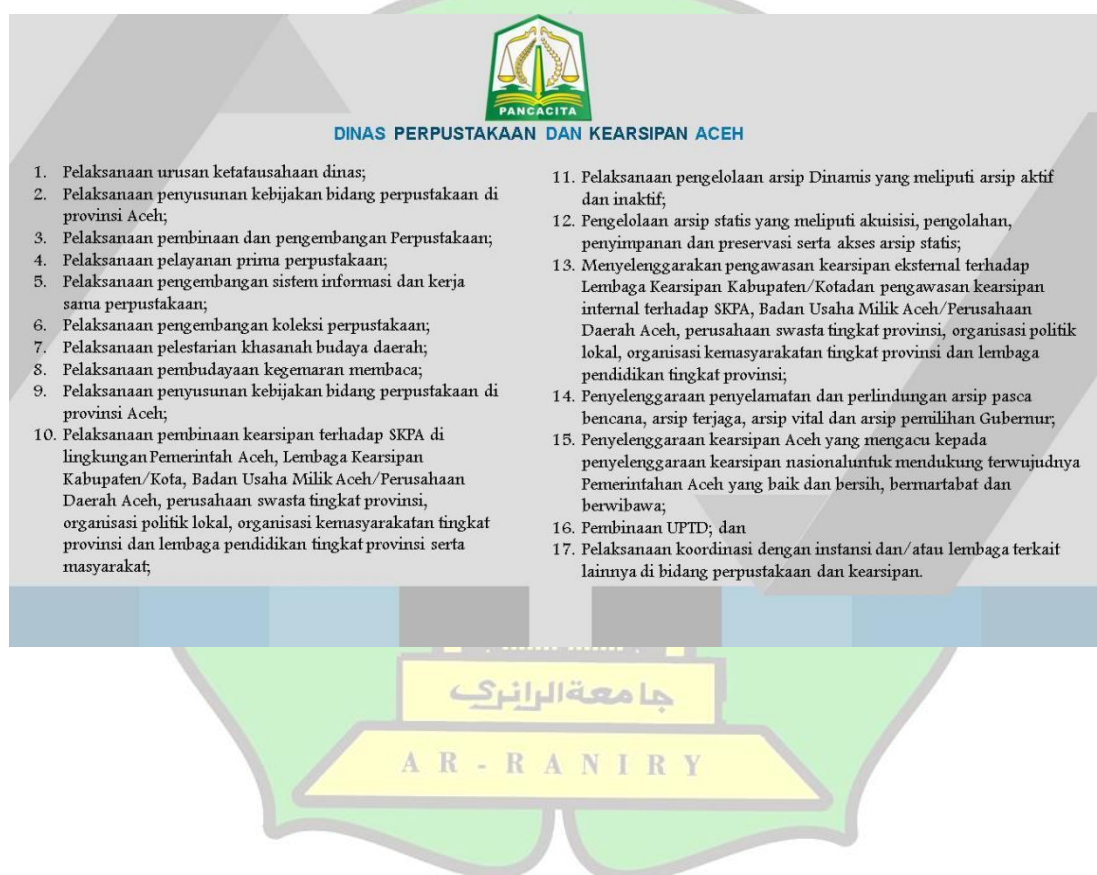 PANCACITA
DINAS PERPUSTAKAAN DAN KEARSIPAN ACEH
1. Pelaksanaan urusan ketatausahaan dinas;
2. Pelaksanaan penyusunan kebijakan bidang perpustakaan di
provinsi Aceh;
3. Pelaksanaan pembinaan dan pengembangan Perpustakaan;
4. Pelaksanaan pelayanan prima perpustakaan;
5. Pelaksanaan pengembangan sistem informasi dan kerja
sama perpustakaan;
6. Pelaksanaan pengembangan koleksi perpustakaan;
7. Pelaksanaan pelestarian khasanah budaya daerah;
8. Pelaksanaan pembudayaan kegemaran membaca;
9. Pelaksanaan penyusunan kebijakan bidang perpustakaan di
provinsi Aceh;
10. Pelaksanaan pembinaan kearsipan terhadap SKPA di
lingkungan Pemerintah Aceh, Lembaga Kearsipan
Kabupaten/Kota, Badan Usaha Milik Aceh/Perusahaan
Daerah Aceh, perusahaan swasta tingkat provinsi,
organisasi politik lokal, organisasi kemasyarakatan tingkat
provinsi dan lembaga pendidikan tingkat provinsi serta
masyarakat;
11. Pelaksanaan pengelolaan arsip Dinamis yang meliputi arsip aktif
dan inaktif;
12. Pengelolaan arsip statis yang meliputi akuisisi, pengolahan,
penyimpanan dan preservasi serta akses arsip statis;
13. Menyelenggarakan pengawasan kearsipan eksternal terhadap
Lembaga Kearsipan Kabupaten/Kotadan pengawasan kearsipan
internal terhadap SKPA, Badan Usaha Milik Aceh/Perusahaan
Daerah Aceh, perusahaan swasta tingkat provinsi, organisasi politik
lokal, organisasi kemasyarakatan tingkat provinsi dan lembaga
pendidikan tingkat provinsi;
14. Penyelenggaraan penyelamatan dan perlindungan arsip pasca
bencana, arsip terjaga, arsip vital dan arsip pemilihan Gubernur;
15. Penyelenggaraan kearsipan Aceh yang mengacu kepada
penyelenggaraan kearsipan nasionaluntuk mendukung terwujudnya
Pemerintahan Aceh yang baik dan bersih, bermartabat dan
berwibawa;
16. Pembinaan UPTD; dan
17. Pelaksanaan koordinasi dengan instansi dan/atau lembaga terkait
lainnya di bidang perpustakaan dan kearsipan.
جامعةالرانري
AR-RANIRY